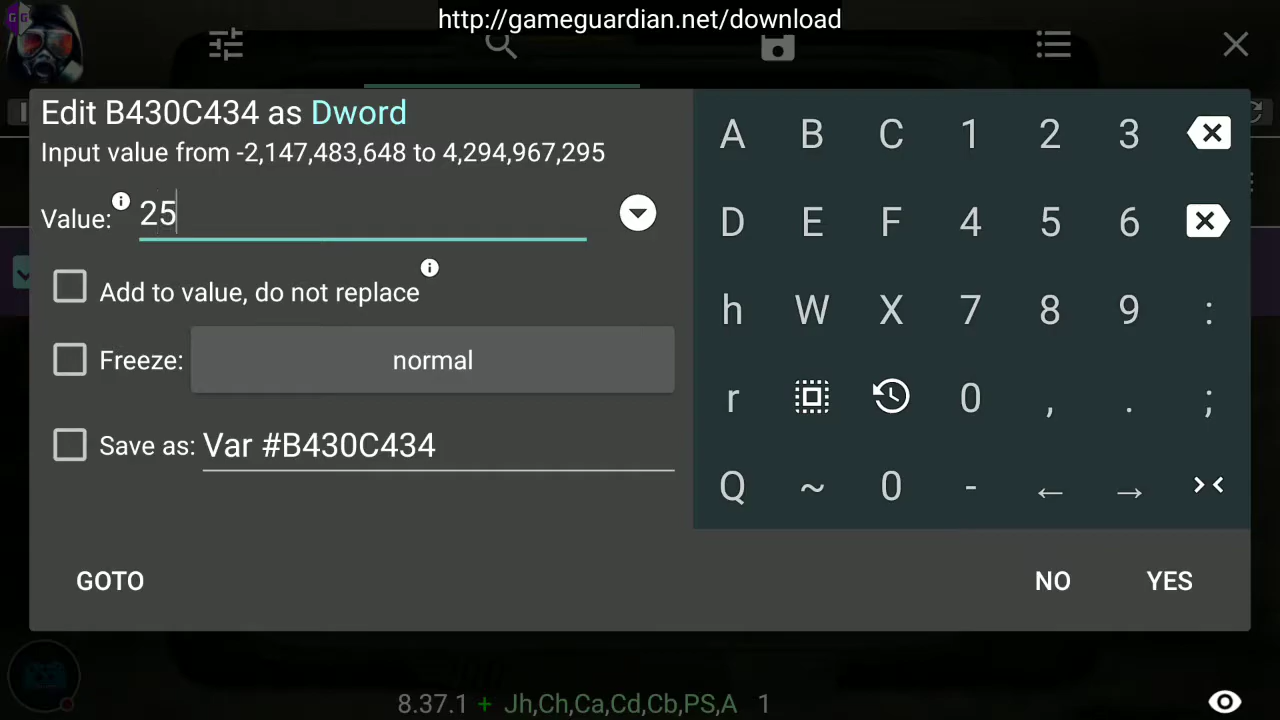 http://gameguardian.net/download
GG
Edit B430C434 as Dword
Input value from -2,147,483,648 to 4,294,967,295
Value: 25
Add to value, do not replace
Freeze: normal
Save as: Var #B430C434
GOTO NO YES
A B C 1 2 3
D E F 4 5 6
h W X 7 8 9 :
r 0 , . ;
Q ~ 0 - ← → ><
8.37.1 + Jh,Ch,Ca,Cd,Cb,PS,A 1